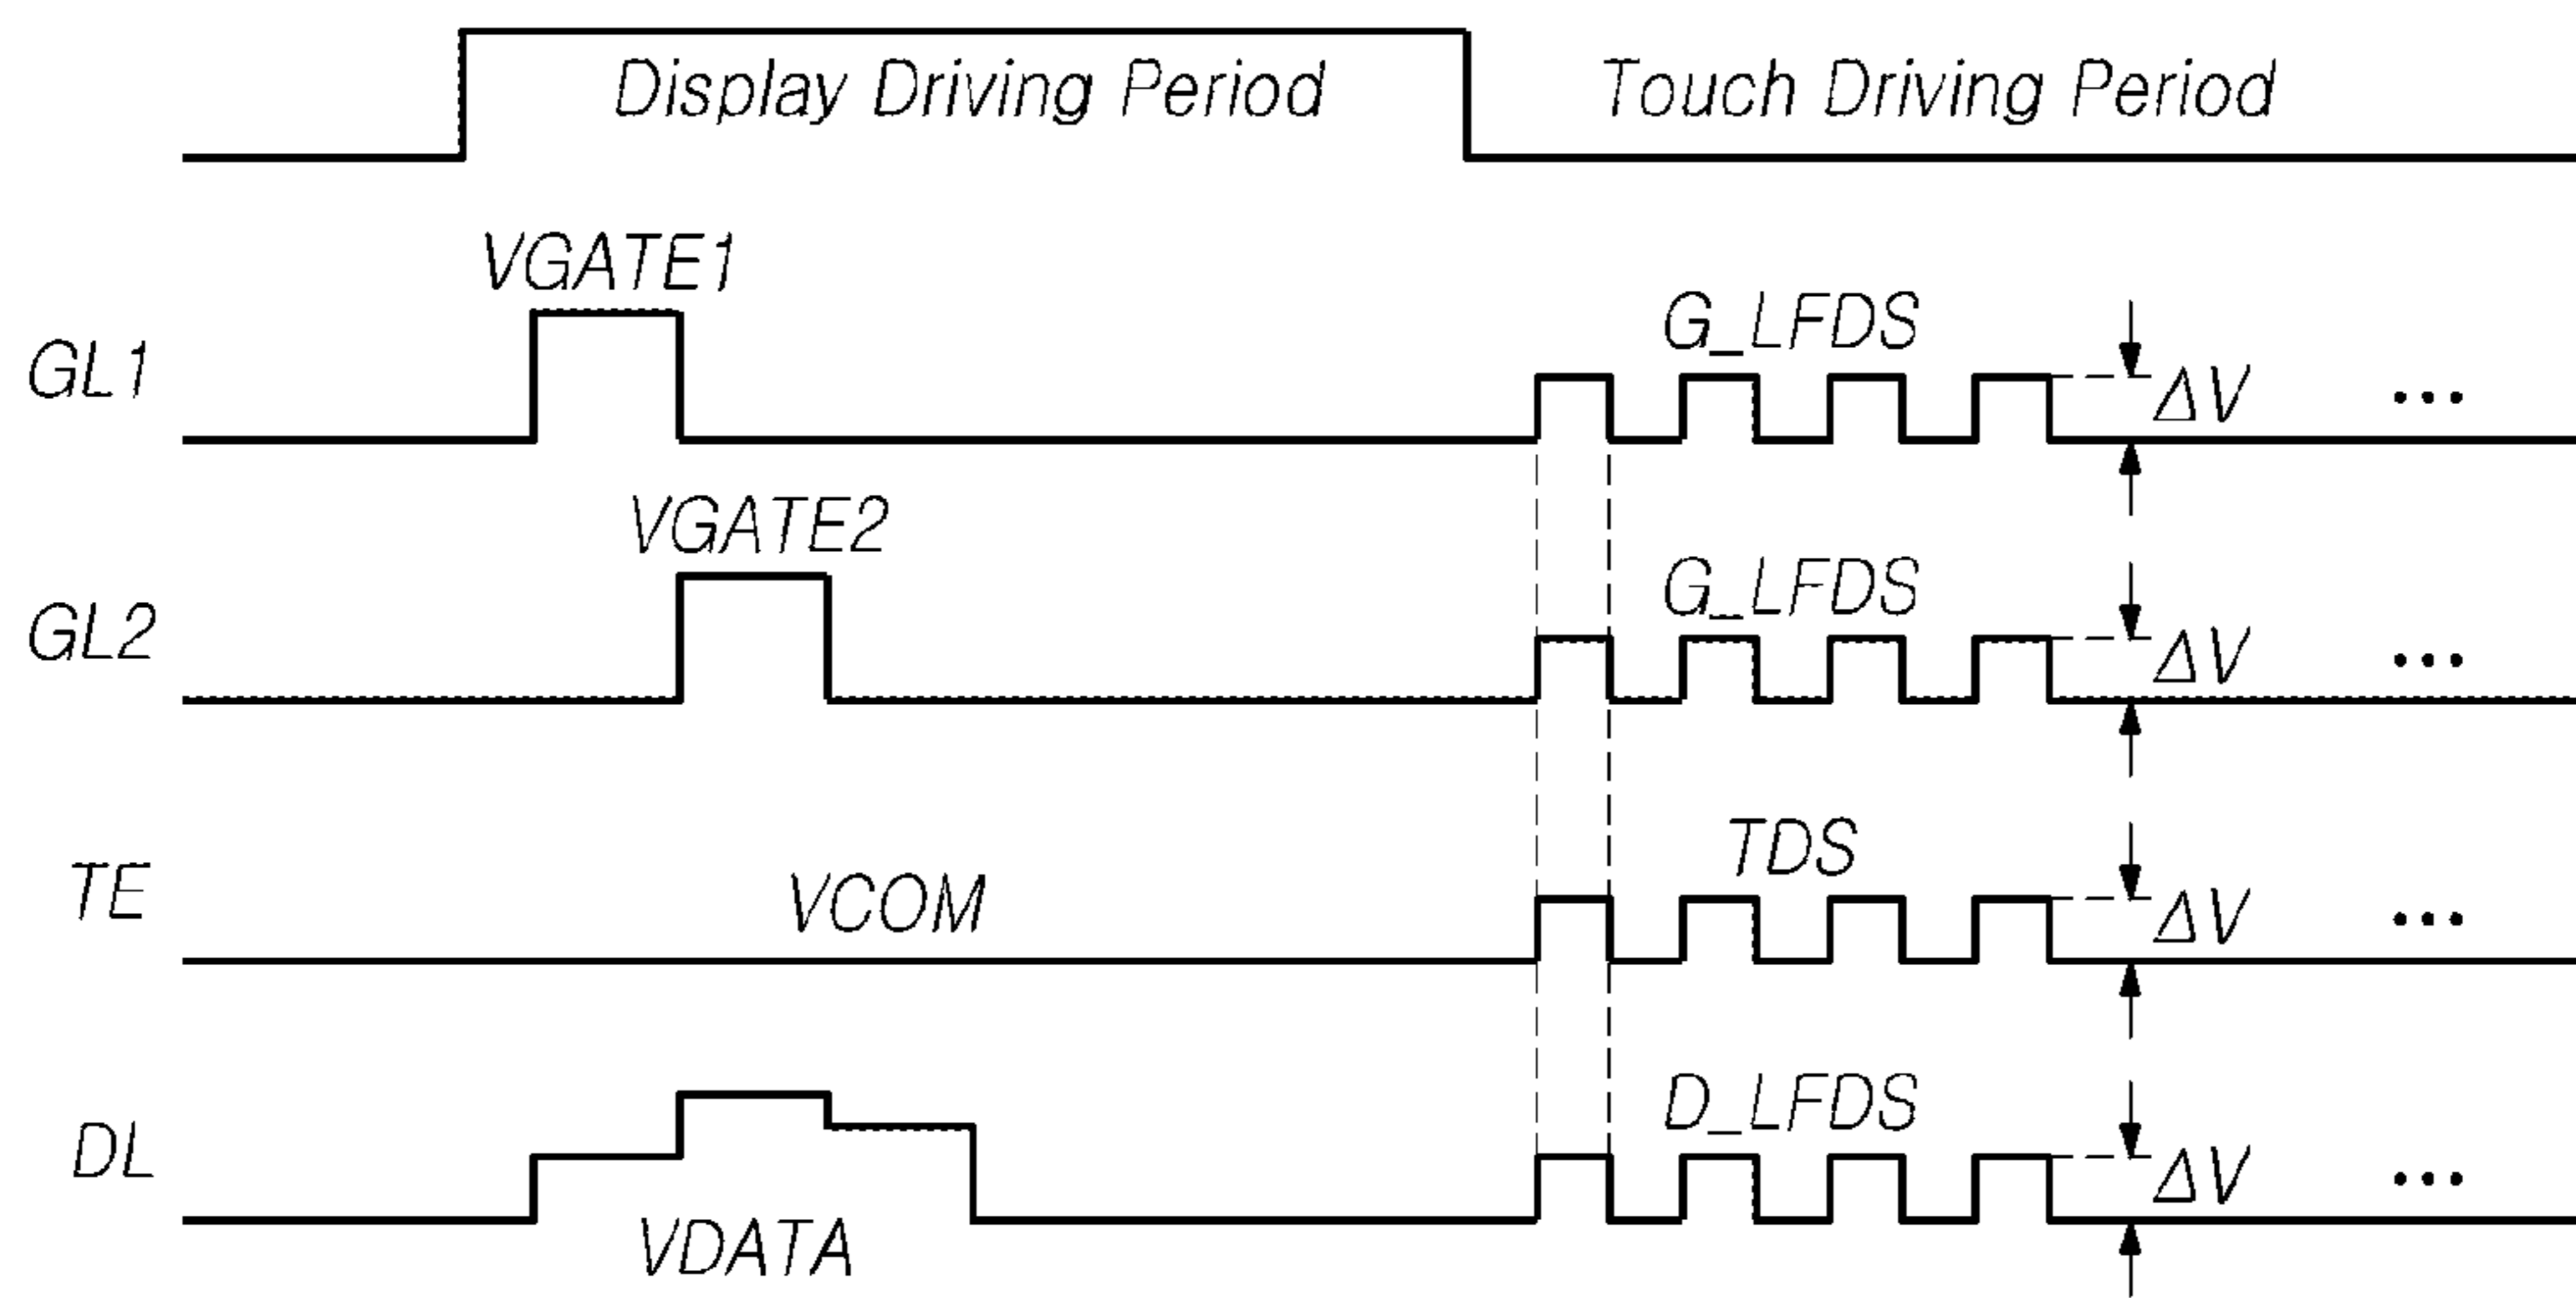 Display Driving Period
Touch Driving Period
VGATE1
G_LFDS
GL1
ΔV
...
VGATE2
G_LFDS
GL2
ΔV
...
TDS
TE
VCOM
ΔV
...
D_LFDS
DL
ΔV
...
VDATA